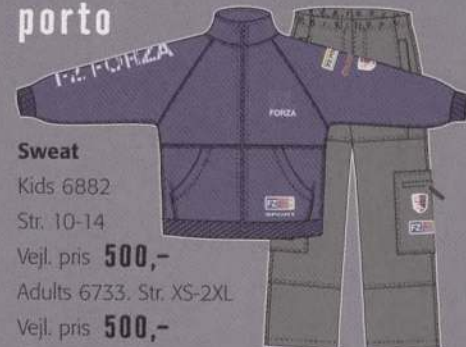 porto
FZ FORZA
FORZA
Sweat
Kids 6882
Str. 10-14
Vejl. pris 500,-
Adults 6733. Str. XS-2XL
Vejl. pris 500,-